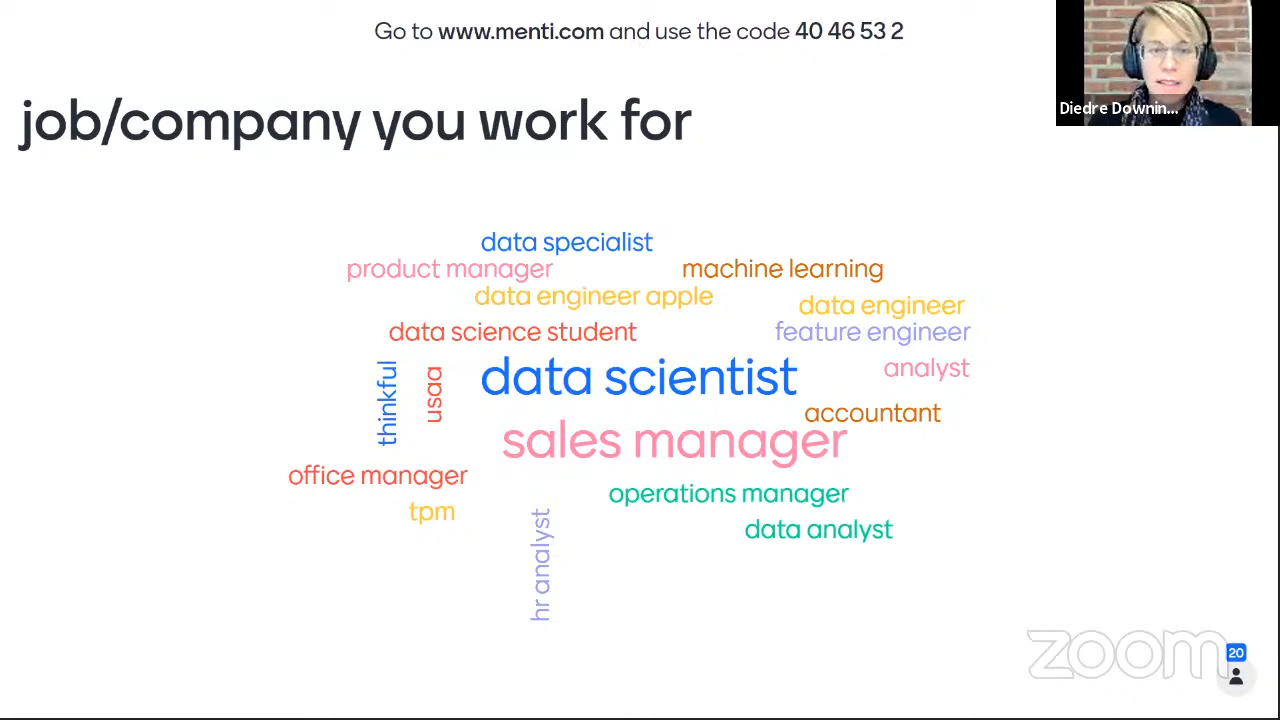 Go to www.menti.com and use the code 40 46 53 2
Diedre Downin...
job/company you work for
data specialist
product manager
machine learning
data engineer apple
data engineer
data science student
feature engineer
thinkful
usaa
data scientist
analyst
accountant
sales manager
office manager
operations manager
tpm
hr analyst
data analyst
zoom
20